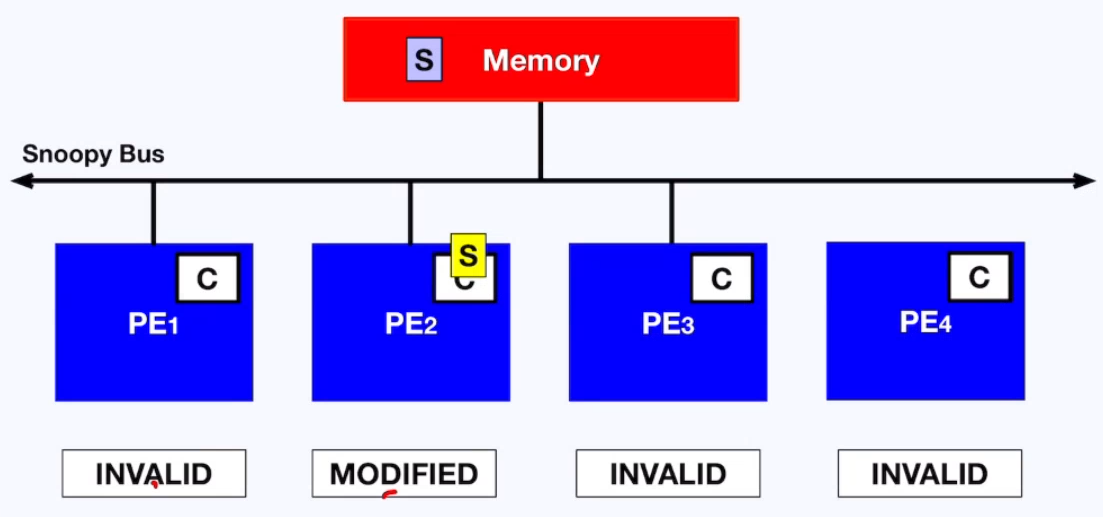 S Memory
Snoopy Bus
S
C C C C
PE1 PE2 PE3 PE4
INVALID MODIFIED INVALID INVALID